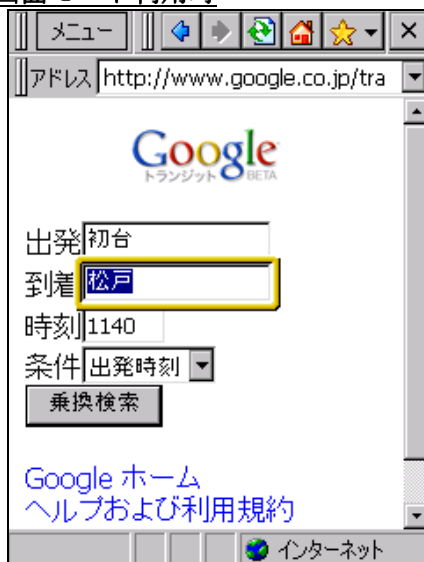 メニュー
アドレス http://www.google.co.jp/tra
Google
トランジット BETA
出発 初台
到着 松戸
時刻 1140
条件 出発時刻
乗換検索
Google ホーム
ヘルプおよび利用規約
インターネット